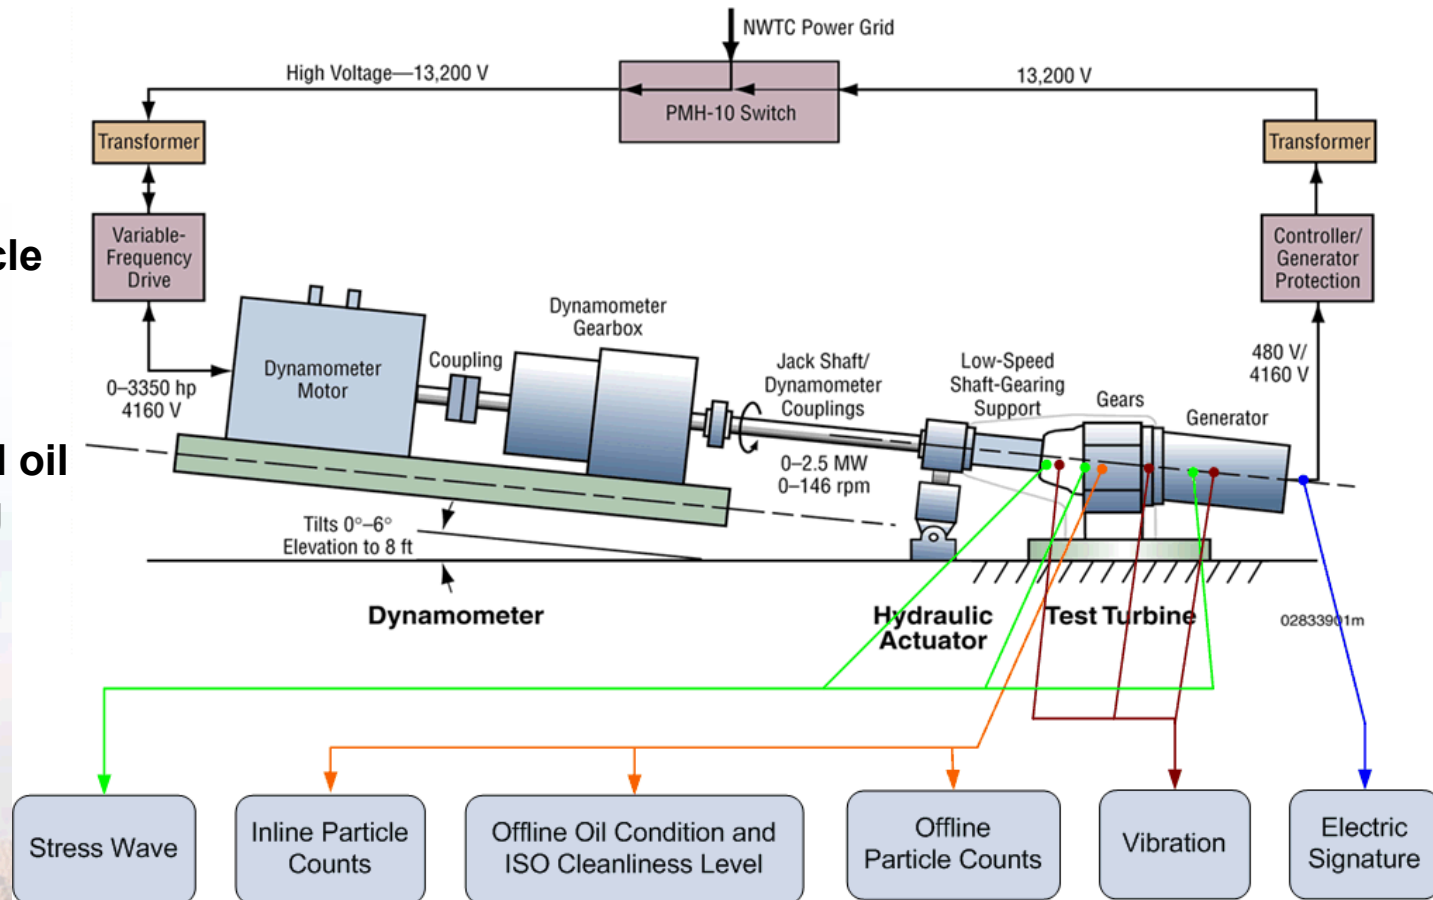 NWTC Power Grid
High Voltage—13,200 V
13,200 V
PMH-10 Switch
Transformer
Transformer
Variable-
Frequency
Drive
Controller/
Generator
Protection
cle
Dynamometer
Gearbox
Dynamometer
Motor
Coupling
Jack Shaft/
Dynamometer
Couplings
Low-Speed
Shaft-Gearing
Support
Gears
Generator
480 V/
4160 V
0–3350 hp
4160 V
l oil
0–2.5 MW
0–146 rpm
Tilts 0°–6°
Elevation to 8 ft
Dynamometer
Hydraulic
Actuator
Test Turbine
02833901m
Stress Wave
Inline Particle
Counts
Offline Oil Condition and
ISO Cleanliness Level
Offline
Particle Counts
Vibration
Electric
Signature